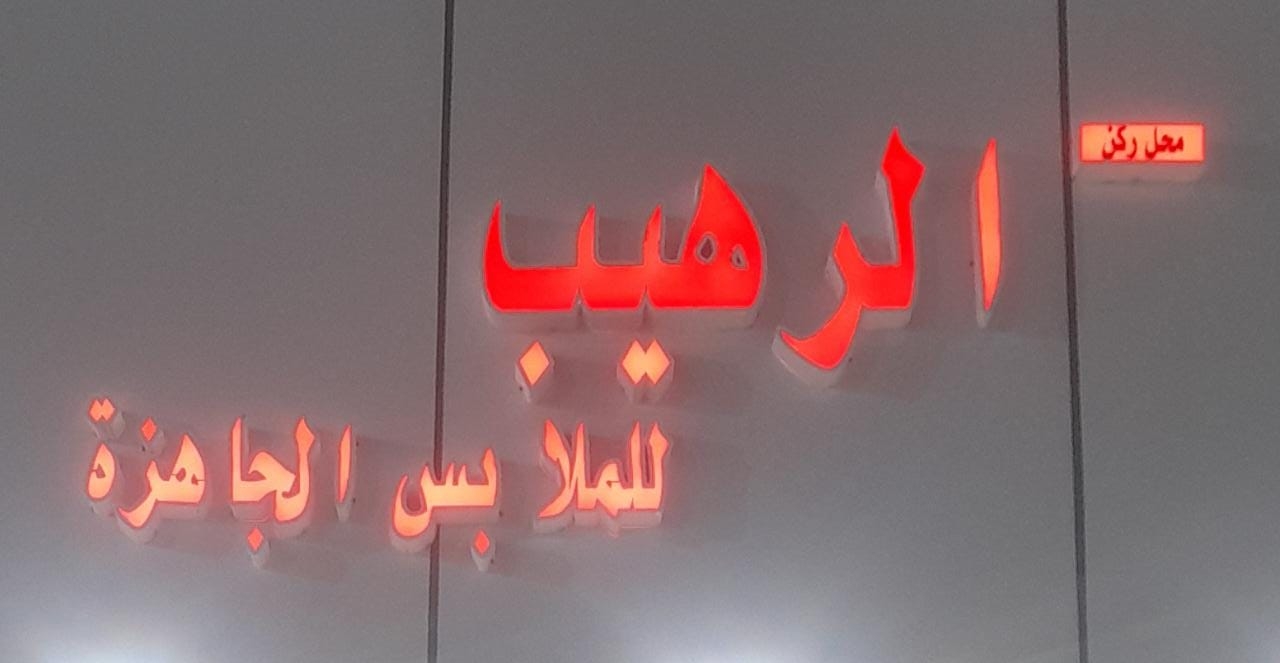 محل ركن
الرهيب
للملابس الجاهزة